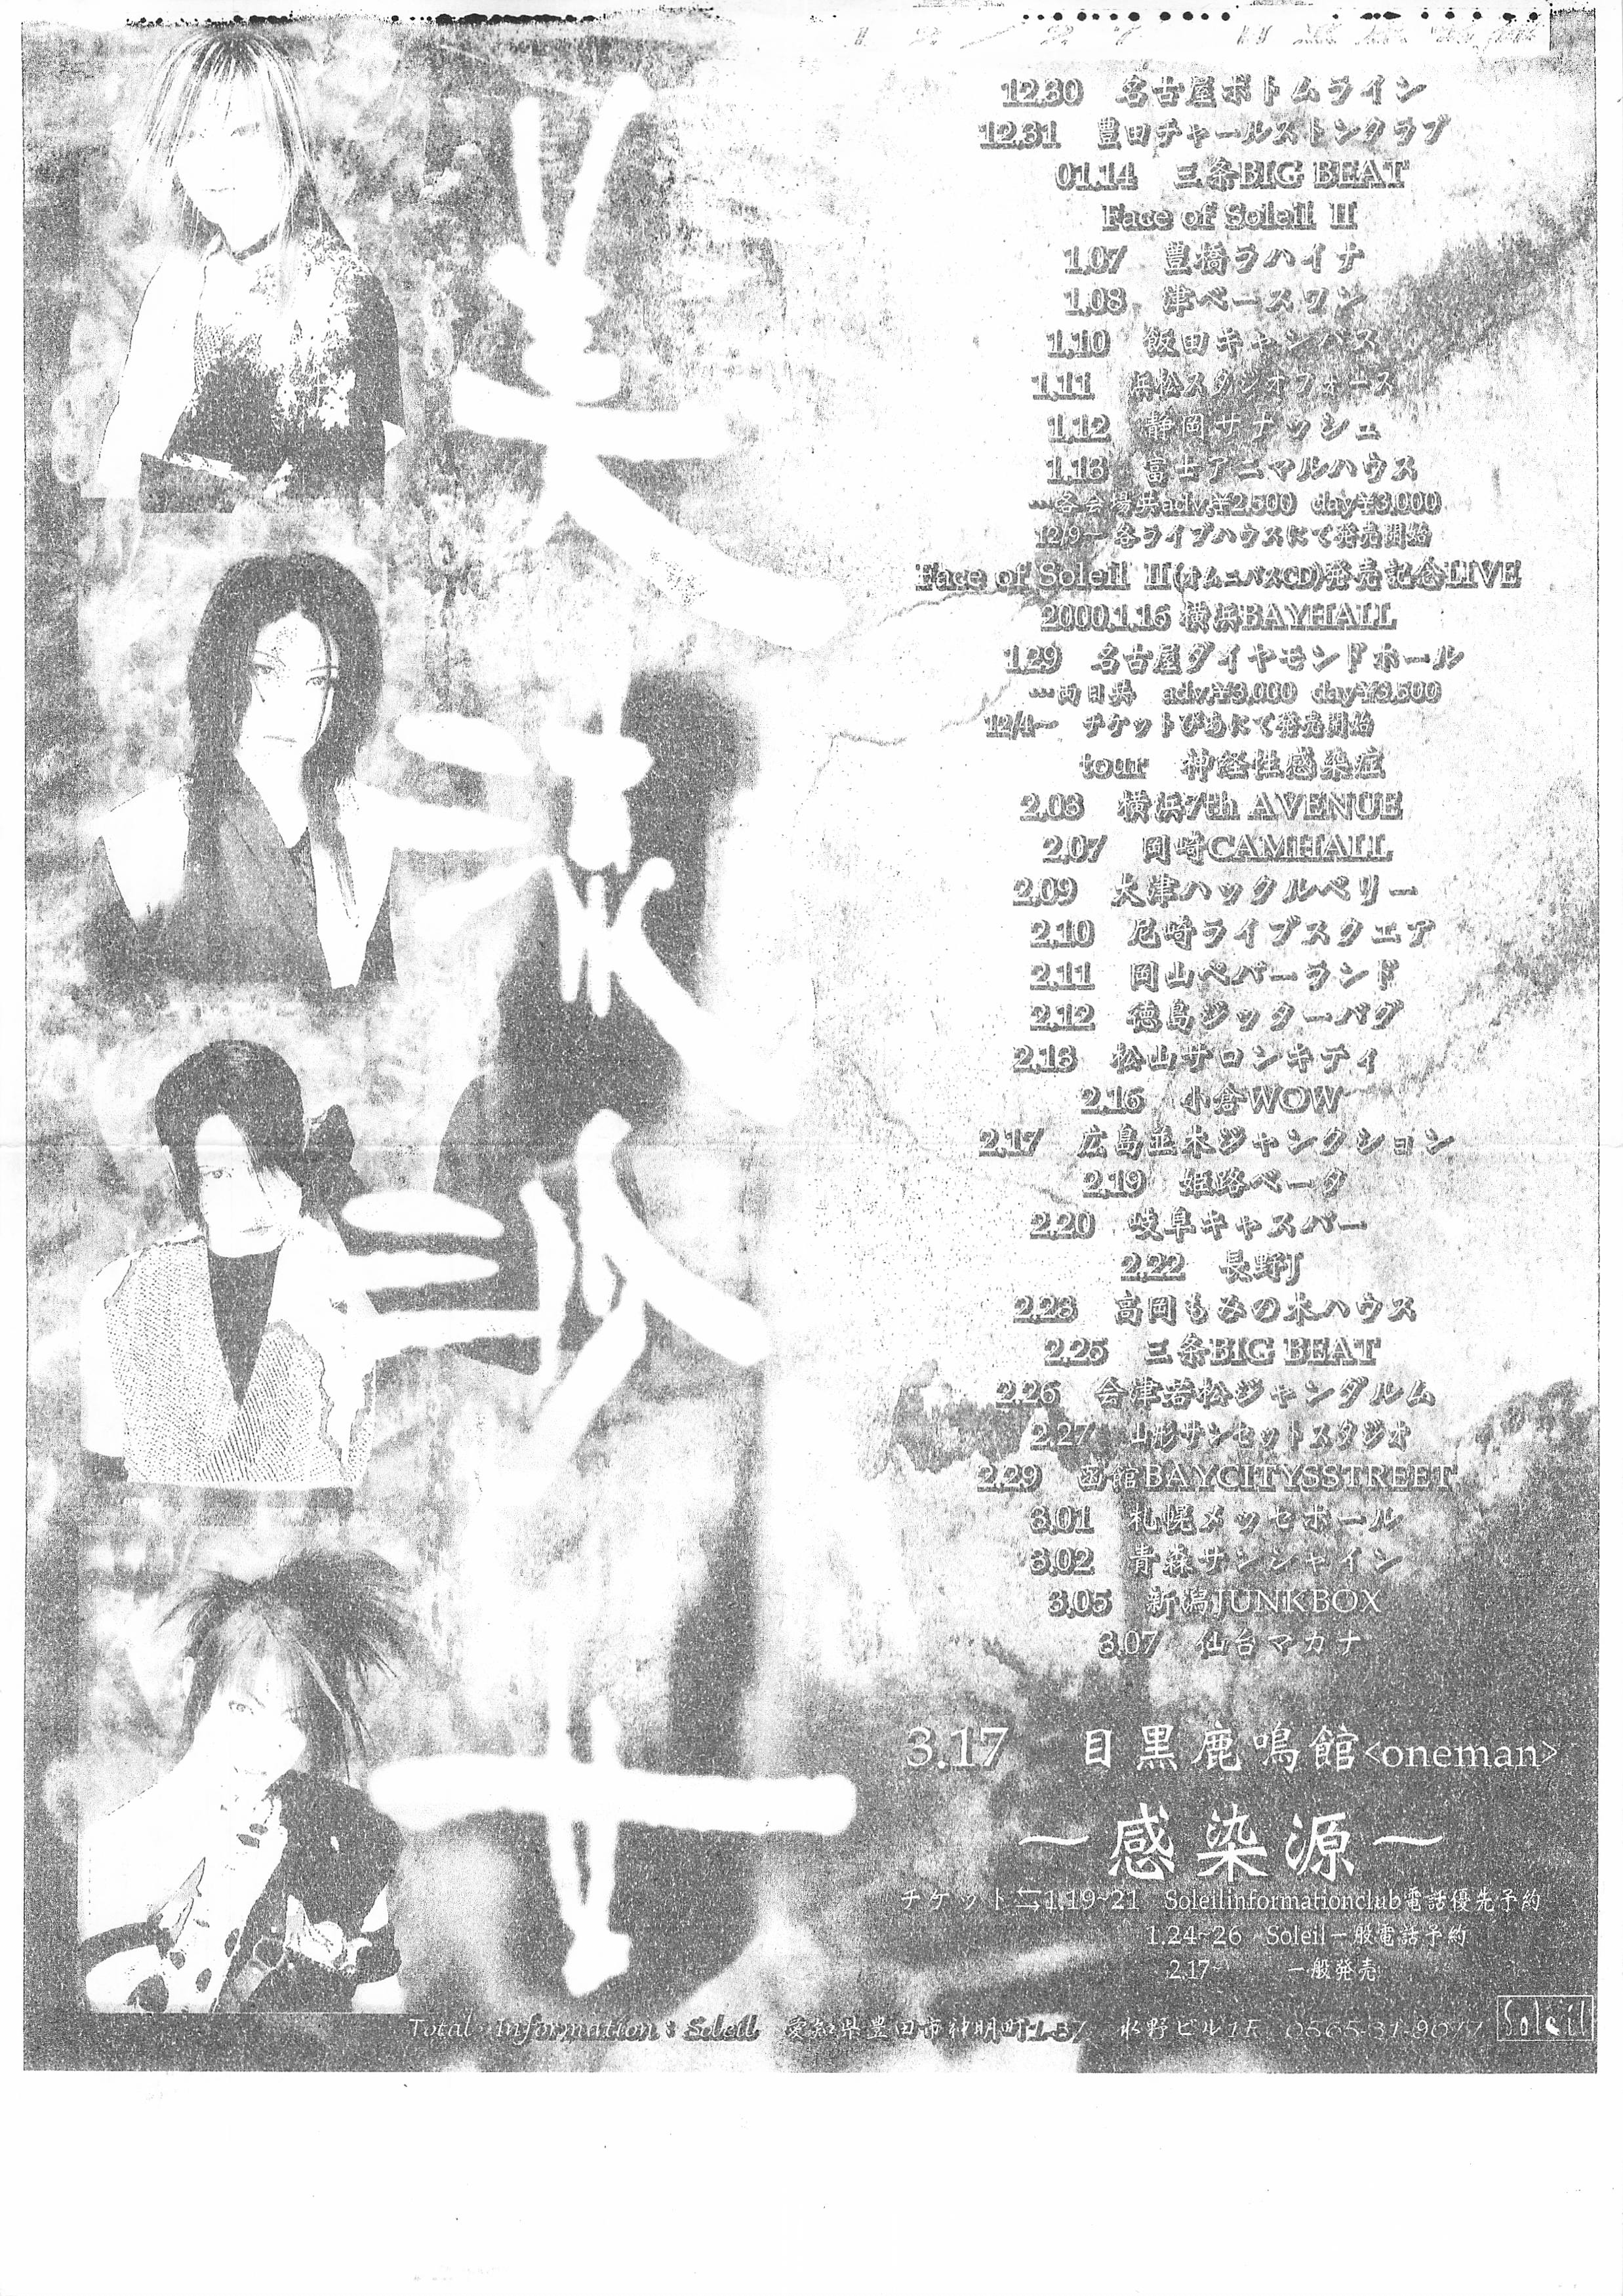 12.30 名古屋ボトムライン
12.31 豊田チャールストンクラブ
01.14 三条BIG BEAT
Face of Soleil II
1.07 豊橋ラハイナ
1.08 津ベースワン
1.10 飯田キャンバス
1.11 浜松スタジオフォース
1.12 静岡サナッシュ
1.13 富士アニマルハウス
…各会場共adv.¥2,500 day¥3,000
12/9〜各ライブハウスにて発売開始
Face of Soleil II(オムニバスCD)発売記念LIVE
2000.1.16 横浜BAYHALL
1.29 名古屋ダイヤモンドホール
…両日共 adv.¥3,000 day¥3,500
12/4〜 チケットぴあにて発売開始
tour 神経性感染症
2.03 横浜7th AVENUE
2.07 岡崎CAMHALL
2.09 大津ハックルベリー
2.10 尼崎ライブスクエア
2.11 岡山ペパーランド
2.12 徳島ジッターバグ
2.13 松山サロンキティ
2.16 小倉WOW
2.17 広島並木ジャンクション
2.19 姫路ベータ
2.20 岐阜キャスパー
2.22 長野J
2.23 高岡もみの木ハウス
2.25 三条BIG BEAT
2.26 会津若松ジャングルム
2.27 山形サンセットスタジオ
2.29 函館BAYCITYSSTREET
3.01 札幌メッセホール
3.02 青森サンシャイン
3.05 新潟JUNKBOX
3.07 仙台マカナ
3.17 目黒鹿鳴館<oneman>
〜感染源〜
チケット⇆1.19~21 Soleilinformationclub電話優先予約
1.24~26 Soleil一般電話予約
2.17~ 一般発売
Total Information : Soleil 愛知県豊田市神明町1-37 水野ビル1F 0565-31-9077
Soleil